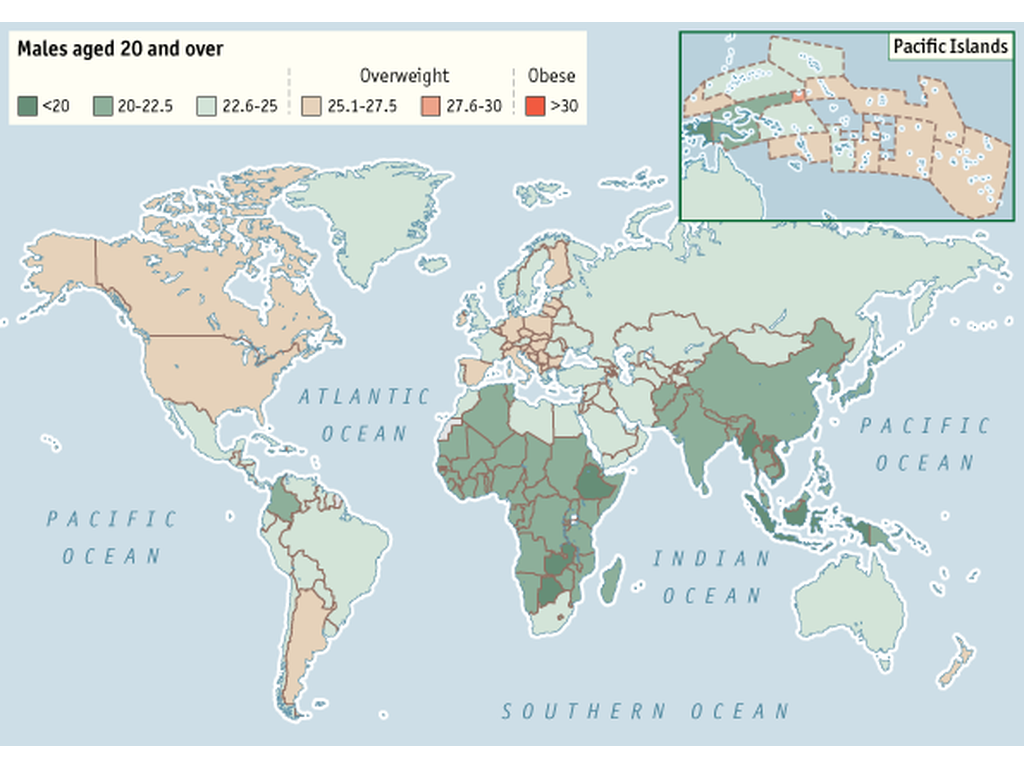 Males aged 20 and over
Pacific Islands
Overweight
Obese
<20
20-22.5
22.6-25
25.1-27.5
27.6-30
>30
ATLANTIC
OCEAN
PACIFIC
OCEAN
PACIFIC
OCEAN
INDIAN
OCEAN
SOUTHERN OCEAN